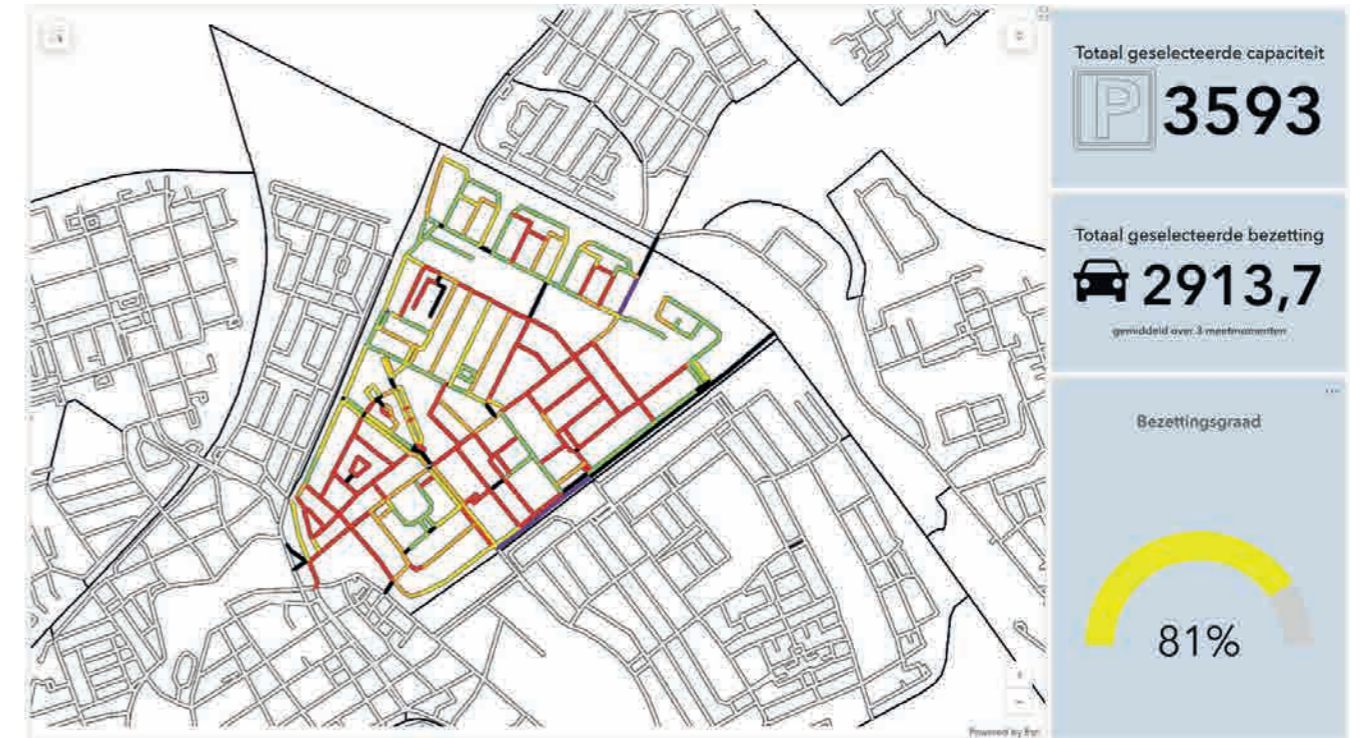 Totaal geselecteerde capaciteit
P 3593
Totaal geselecteerde bezetting
2913,7
gemiddeld over 3 meetmomenten
...
Bezettingsgraad
81%
Powered by Esri